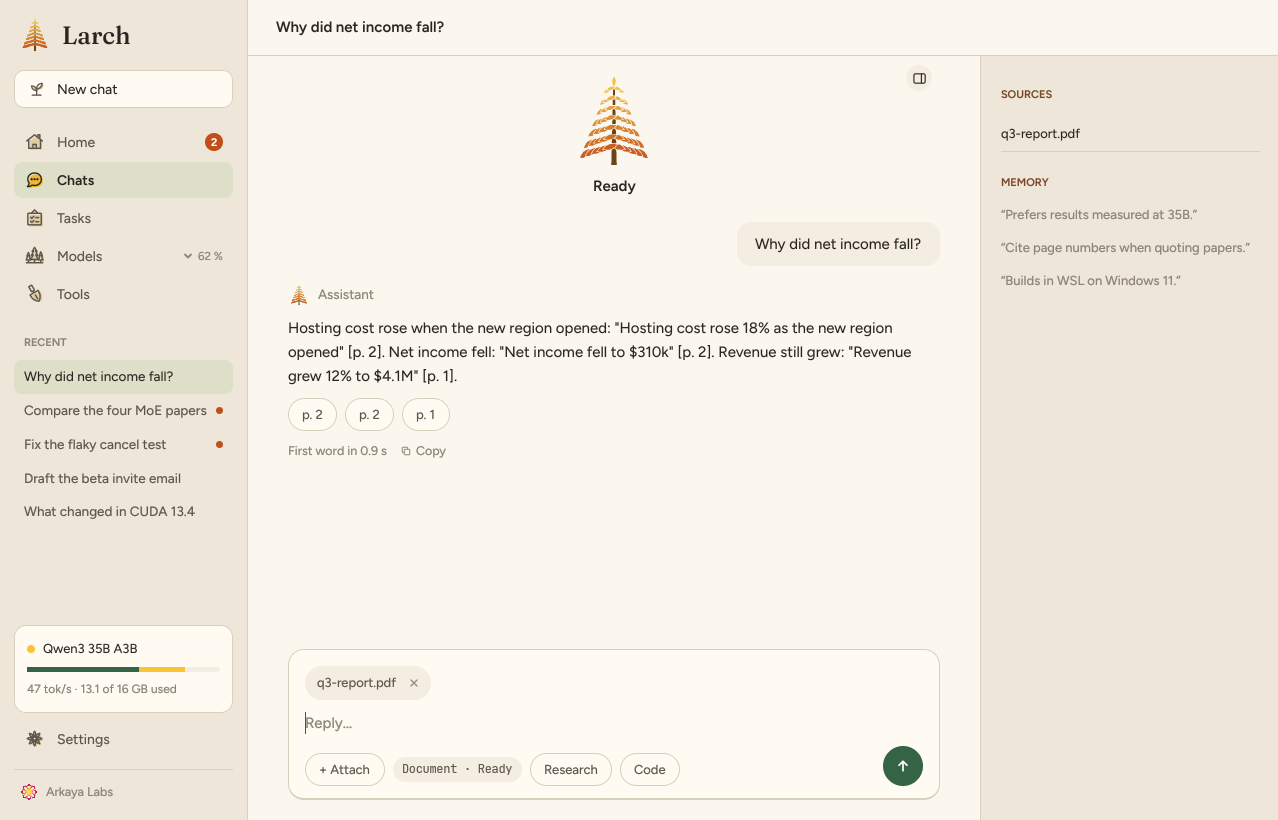 Larch
Why did net income fall?
New chat
Home
2
Chats
Tasks
Models
62 %
Tools
RECENT
Why did net income fall?
Compare the four MoE papers
Fix the flaky cancel test
Draft the beta invite email
What changed in CUDA 13.4
Qwen3 35B A3B
47 tok/s · 13.1 of 16 GB used
Settings
Arkaya Labs
Ready
Why did net income fall?
Assistant
Hosting cost rose when the new region opened: "Hosting cost rose 18% as the new region
opened" [p. 2]. Net income fell: "Net income fell to $310k" [p. 2]. Revenue still grew: "Revenue
grew 12% to $4.1M" [p. 1].
p. 2
p. 2
p. 1
First word in 0.9 s
Copy
q3-report.pdf ×
Reply...
+ Attach
Document · Ready
Research
Code
SOURCES
q3-report.pdf
MEMORY
“Prefers results measured at 35B.”
“Cite page numbers when quoting papers.”
“Builds in WSL on Windows 11.”